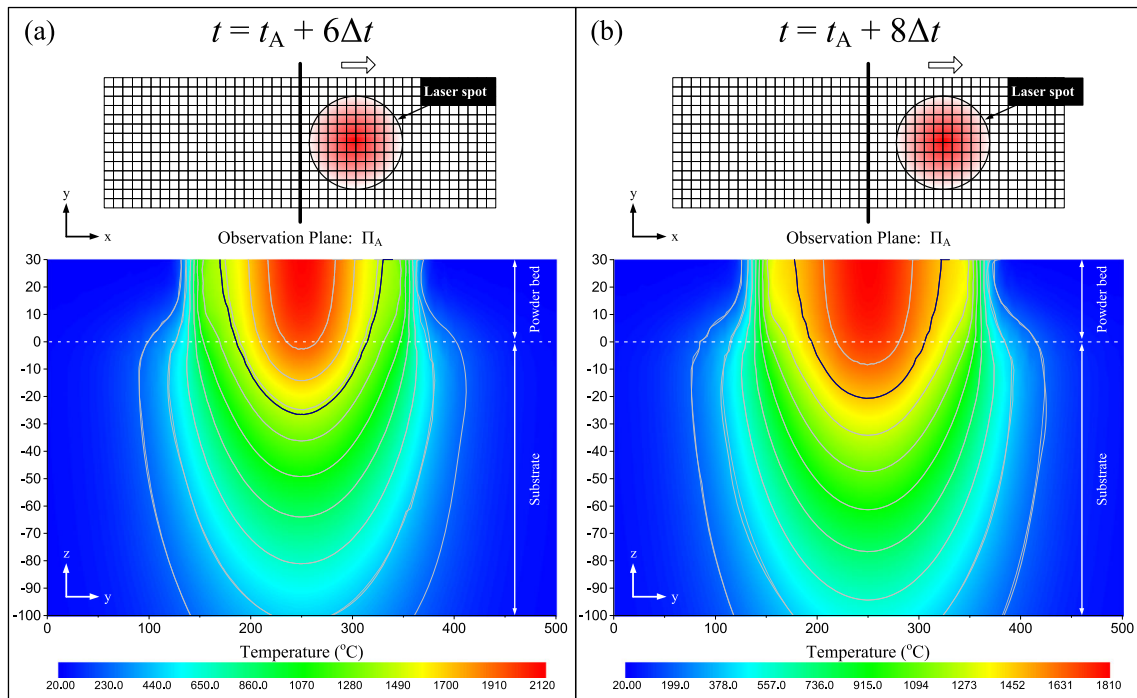 (a)
t = tA + 6Δt
Laser spot
y
x
Observation Plane: ΠA
30
20
10
0
-10
-20
-30
-40
-50
-60
-70
-80
-90
-100
Powder bed
Substrate
z
y
0 100 200 300 400 500
Temperature (oC)
20.00 230.0 440.0 650.0 860.0 1070 1280 1490 1700 1910 2120
(b)
t = tA + 8Δt
Laser spot
y
x
Observation Plane: ΠA
30
20
10
0
-10
-20
-30
-40
-50
-60
-70
-80
-90
-100
Powder bed
Substrate
z
y
0 100 200 300 400 500
Temperature (oC)
20.00 199.0 378.0 557.0 736.0 915.0 1094 1273 1452 1631 1810